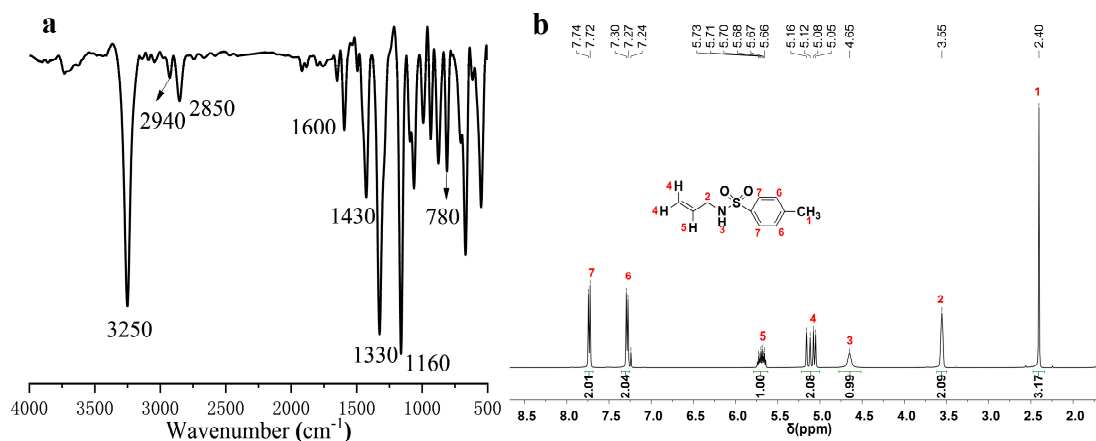 a
3250
2940
2850
1600
1430
1330
1160
780
4000 3500 3000 2500 2000 1500 1000 500
Wavenumber (cm-1)
b
7.74
7.72
7.30
7.27
7.24
5.73
5.71
5.70
5.68
5.67
5.66
5.16
5.12
5.08
5.05
4.65
3.55
2.40
1
4 H 2 O O 7 6
4 H N S CH3
5 H H 3 7 6 1
7 6 5 4 3 2
2.01 2.04 1.00 2.08 0.99 2.09 3.17
8.5 8.0 7.5 7.0 6.5 6.0 5.5 5.0 4.5 4.0 3.5 3.0 2.5 2.0
δ(ppm)